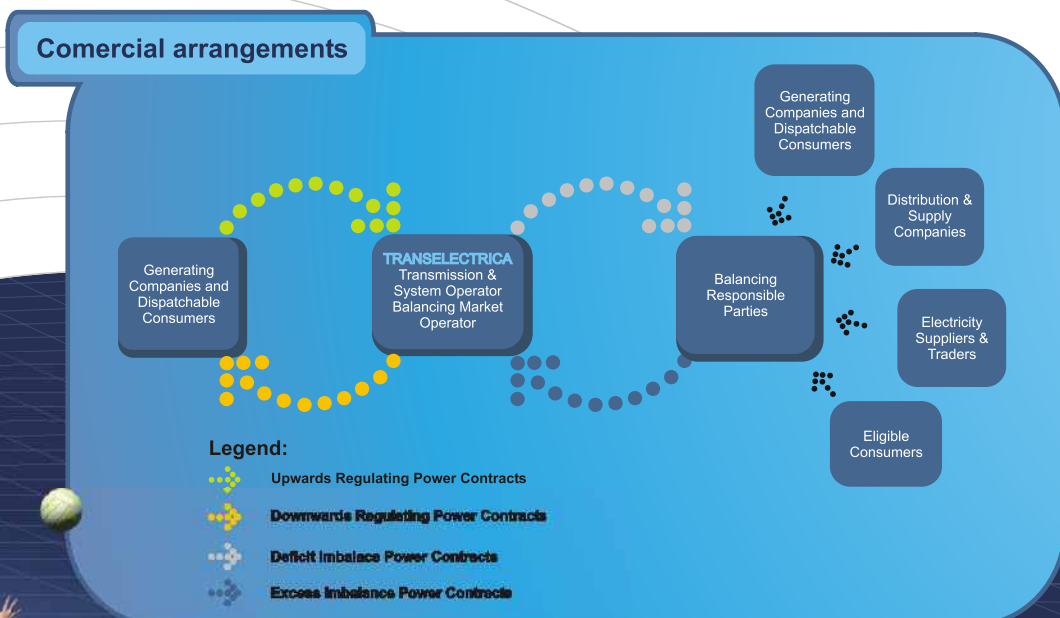 Comercial arrangements
Generating
Companies and
Dispatchable
Consumers
Distribution &
Supply
Companies
Generating
Companies and
Dispatchable
Consumers
TRANSELECTRICA
Transmission &
System Operator
Balancing Market
Operator
Balancing
Responsible
Parties
Electricity
Suppliers &
Traders
Eligible
Consumers
Legend:
Upwards Regulating Power Contracts
Downwards Regulating Power Contracts
Deficit Imbalace Power Contracts
Excess Imbalance Power Contracts